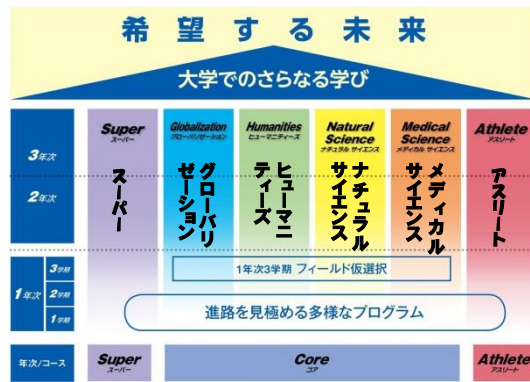 希望する未来
大学でのさらなる学び
Super
スーパー
Globalization
グローバリゼーション
Humanities
ヒューマニティーズ
Natural
Science
ナチュラル サイエンス
Medical
Science
メディカル サイエンス
Athlete
アスリート
3年次
2年次
スーパー
グローバリ
ゼーション
ヒューマニ
ティーズ
ナチュラル
サイエンス
メディカル
サイエンス
アスリート
1年次
3学期
2学期
1学期
1年次3学期 フィールド仮選択
進路を見極める多様なプログラム
年次/コース
Super
スーパー
Core
コア
Athlete
アスリート